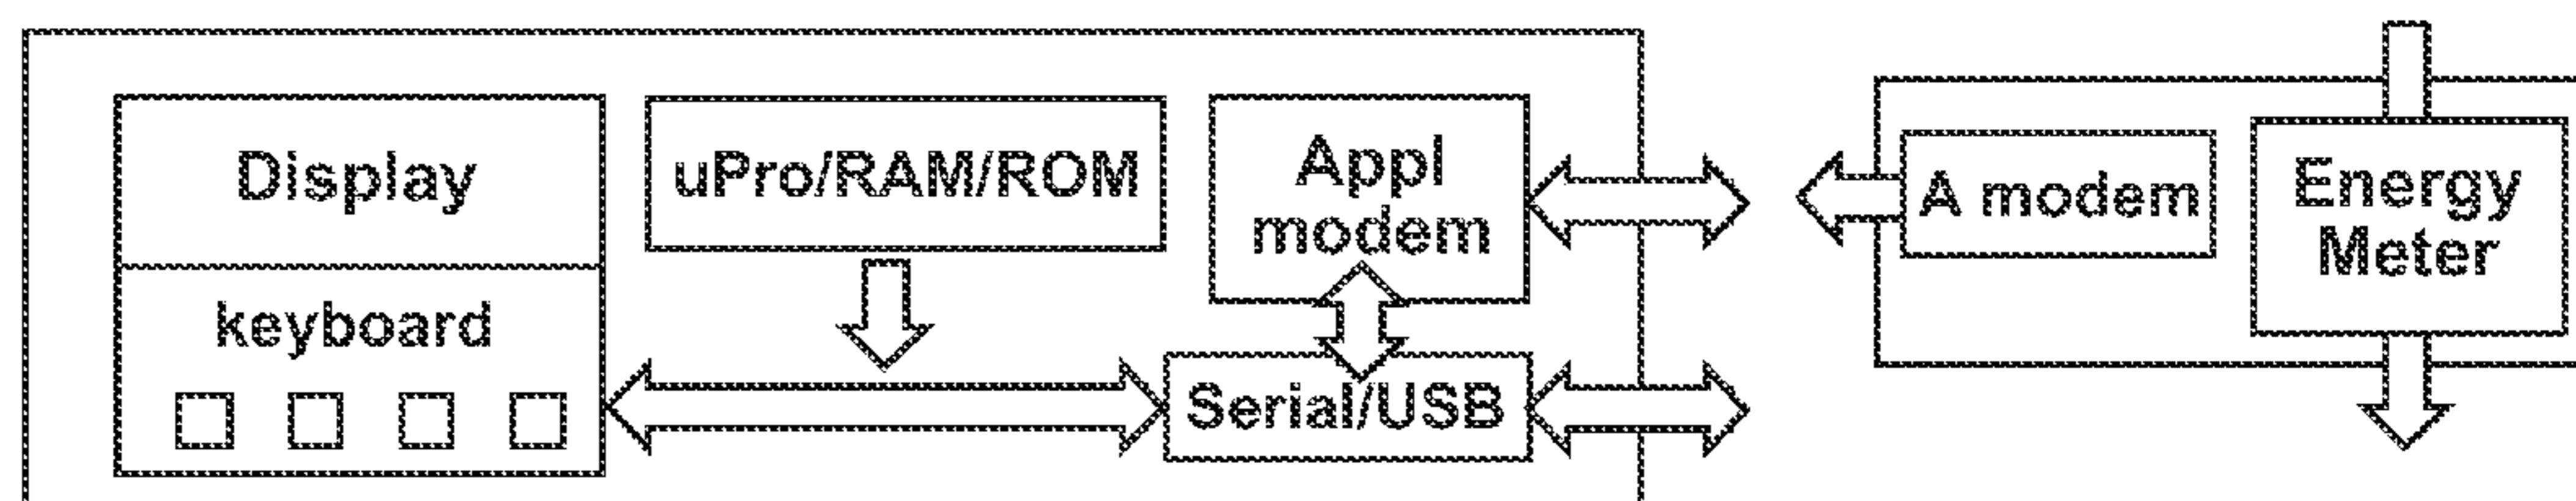 Display
keyboard
uPro/RAM/ROM
Appl
modem
Serial/USB
A modem
Energy
Meter